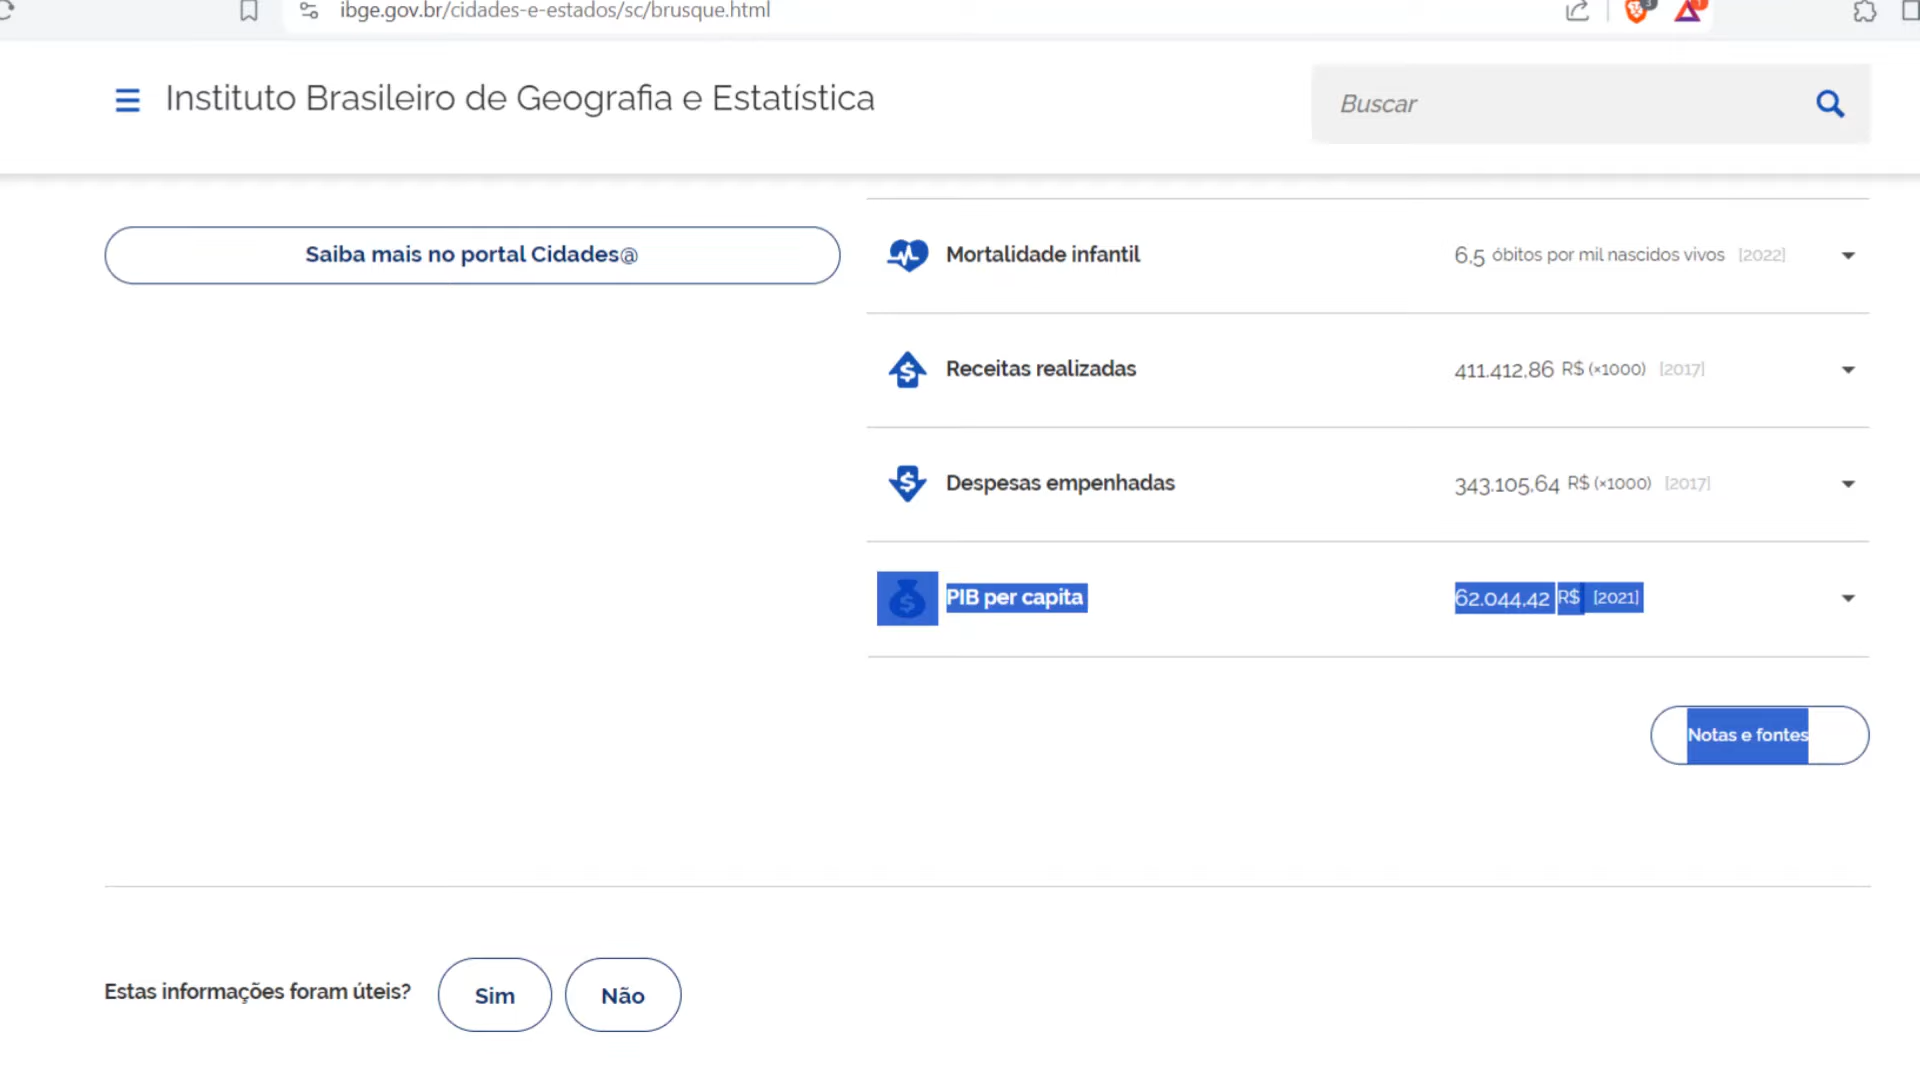 ibge.gov.br/cidades-e-estados/sc/brusque.html
Instituto Brasileiro de Geografia e Estatística
Buscar
Saiba mais no portal Cidades@
Mortalidade infantil 6,5 óbitos por mil nascidos vivos [2022]
Receitas realizadas 411.412,86 R$ (×1000) [2017]
Despesas empenhadas 343.105,64 R$ (×1000) [2017]
PIB per capita 62.044,42 R$ [2021]
Notas e fontes
Estas informações foram úteis? Sim Não